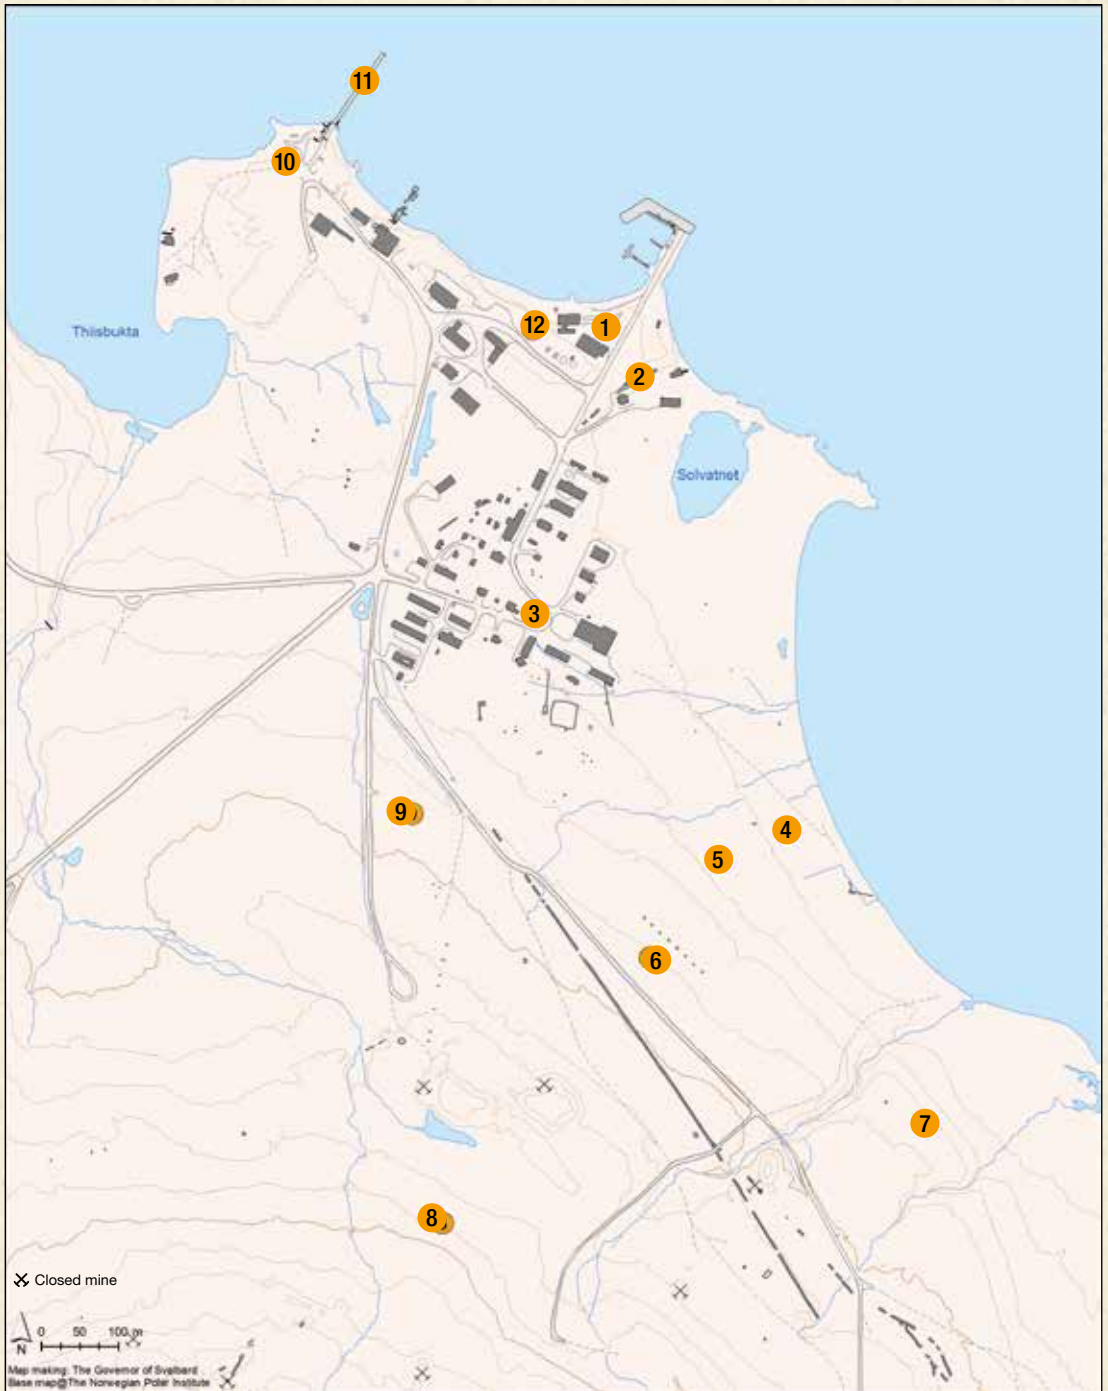 11
10
12
1
Thiisbukta
2
Solvatnet
3
9
4
5
6
7
8
Closed mine
0 50 100 m
N
Map making: The Governor of Svalbard
Base map@The Norwegian Polar Institute